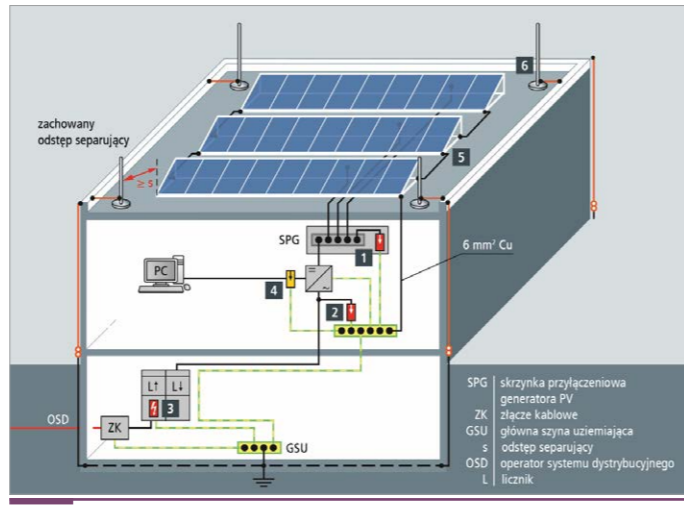 6
zachowany
odstęp separujący
≥ s
5
SPG
1
6 mm² Cu
PC
4
2
L↑ L↓
3
OSD
ZK
GSU
SPG skrzynka przyłączeniowa
generatora PV
ZK złącze kablowe
GSU główna szyna uziemiająca
s odstęp separujący
OSD operator systemu dystrybucyjnego
L licznik